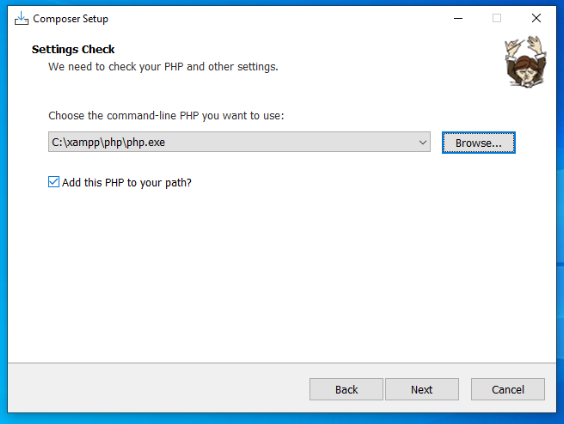 Composer Setup
Settings Check
We need to check your PHP and other settings.
Choose the command-line PHP you want to use:
C:\xampp\php\php.exe
Browse...
Add this PHP to your path?
Back
Next
Cancel